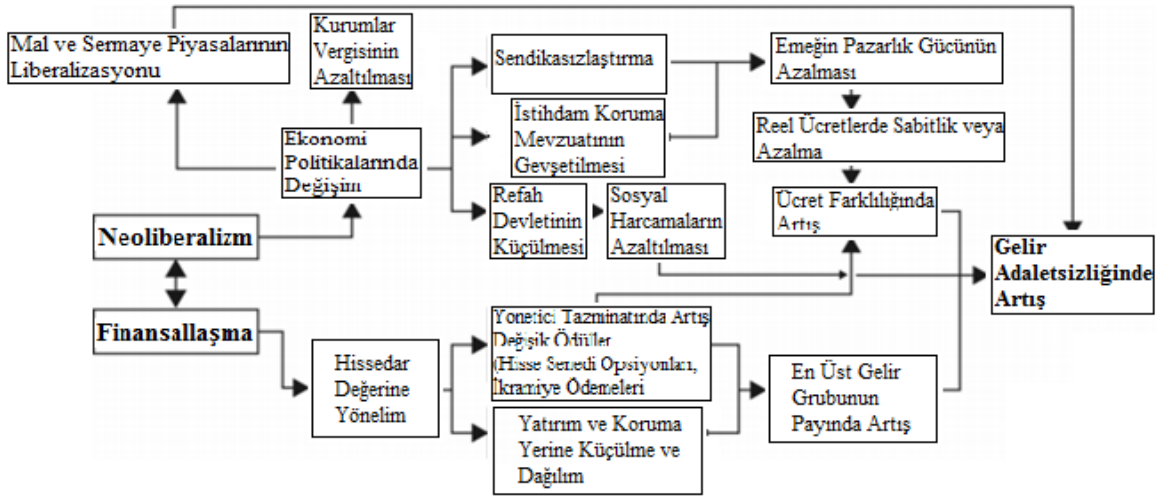 Mal ve Sermaye Piyasalarının
Liberalizasyonu
Kurumlar
Vergisinin
Azaltılması
Sendikasızlaştırma
Emeğin Pazarlık Gücünün
Azalması
İstihdam Koruma
Mevzuatının
Gevşetilmesi
Reel Ücretlerde Sabitlik veya
Azalma
Ekonomi
Politikalarında
Değişim
Refah
Devletinin
Küçülmesi
Sosyal
Harcamaların
Azaltılması
Ücret Farklılığında
Artış
Neoliberalizm
Gelir
Adaletsizliğinde
Artış
Finansallaşma
Hissedar
Değerine
Yönelim
Yönetici Tazminatında Artış
Değişik Ödüller
(Hisse Senedi Opsiyonları,
İkramiye Ödemeleri
En Üst Gelir
Grubunun
Payında Artış
Yatırım ve Koruma
Yerine Küçülme ve
Dağılım